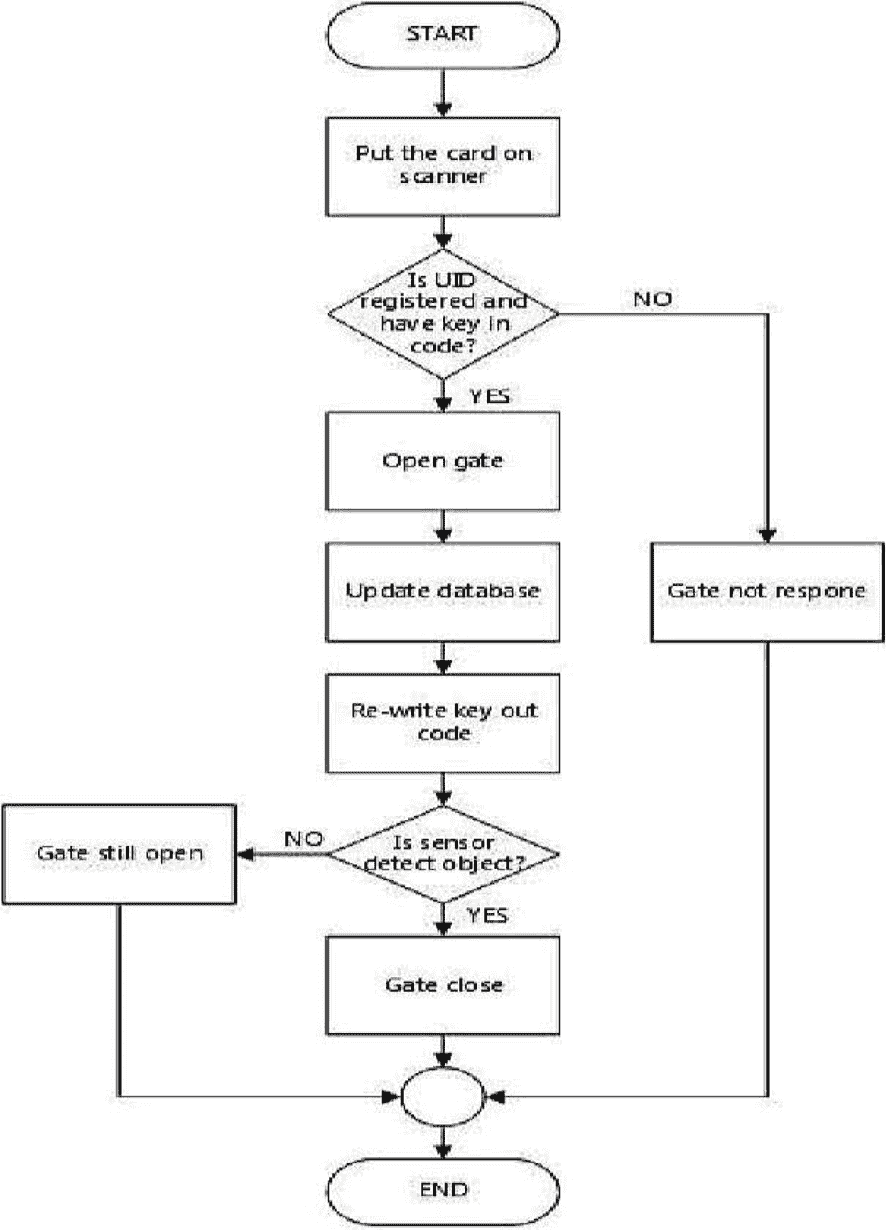 START
Put the card on
scanner
Is UID
registered and
have key in
code?
NO
YES
Open gate
Update database
Gate not respone
Re-write key out
code
Is sensor
detect object?
NO
Gate still open
YES
Gate close
END